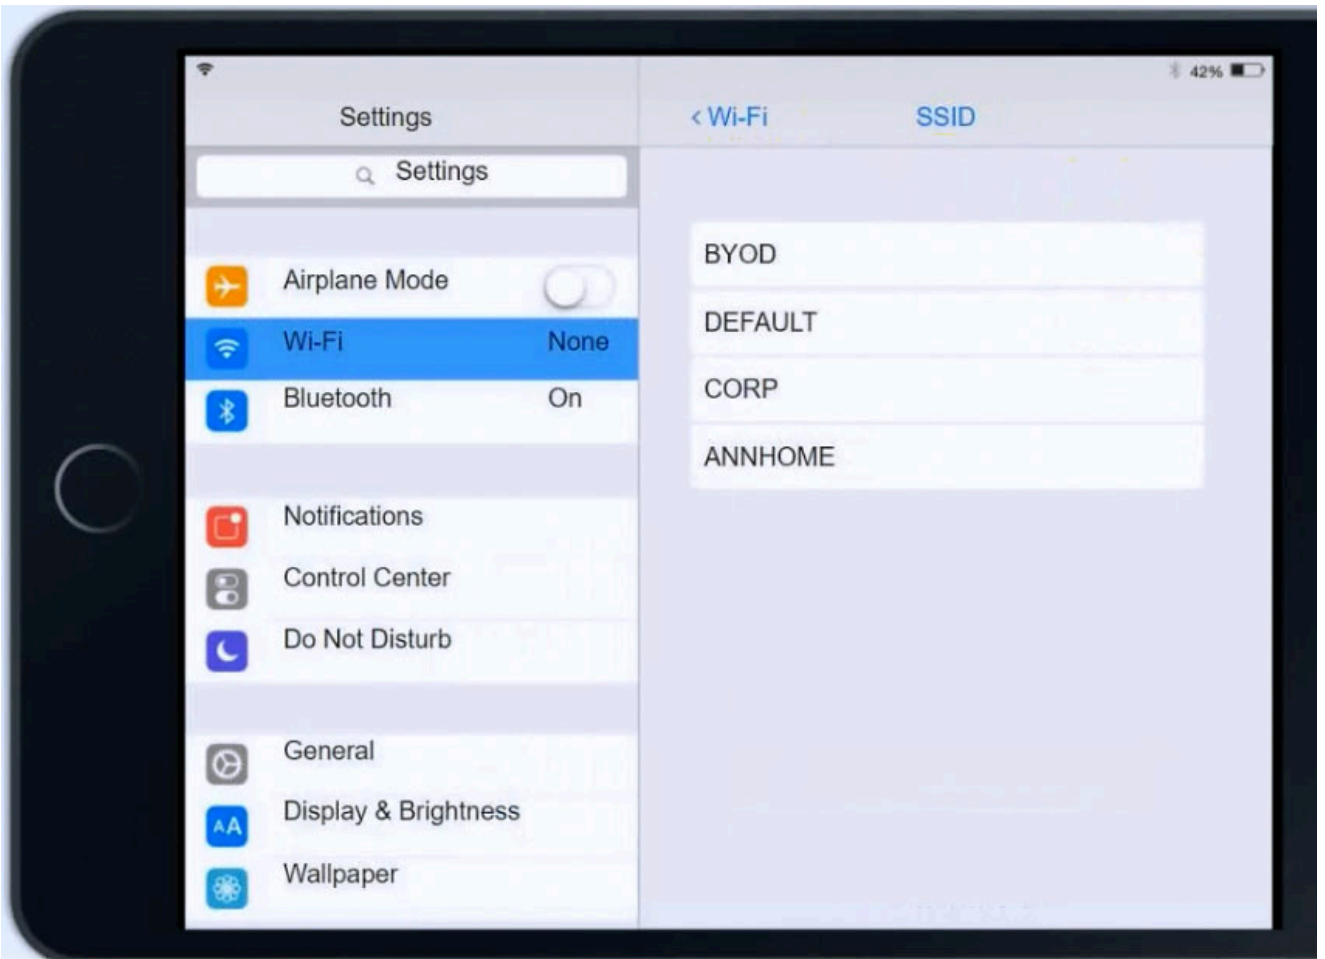 42%
Settings
< Wi-Fi
SSID
Settings
Airplane Mode
Wi-Fi None
Bluetooth On
Notifications
Control Center
Do Not Disturb
General
AA Display & Brightness
Wallpaper
BYOD
DEFAULT
CORP
ANNHOME